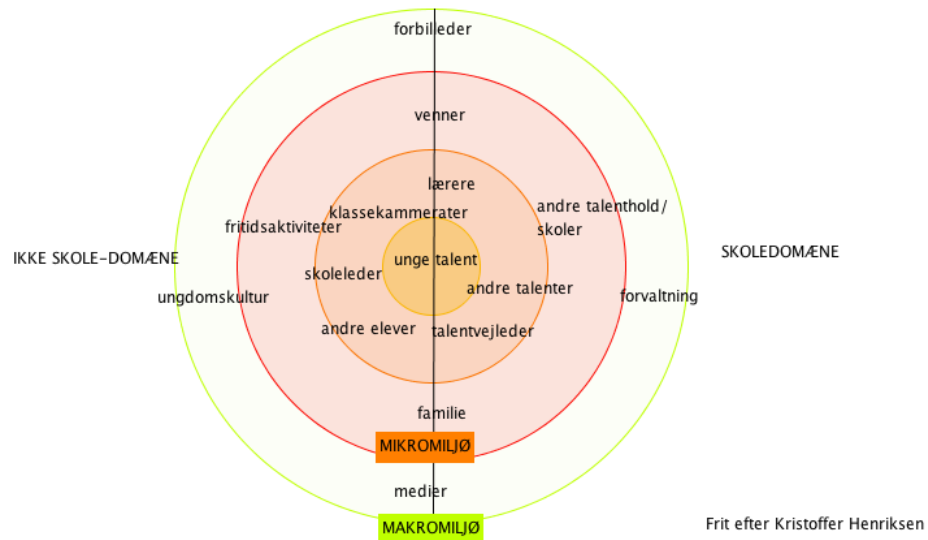 forbilleder
venner
lærere
klassekammerater
andre talenthold/
skoler
fritidsaktiviteter
IKKE SKOLE-DOMÆNE
SKOLEDOMÆNE
unge talent
skoleleder
andre talenter
ungdomskultur
forvaltning
andre elever
talentvejleder
familie
MIKROMILJØ
medier
MAKROMILJØ
Frit efter Kristoffer Henriksen